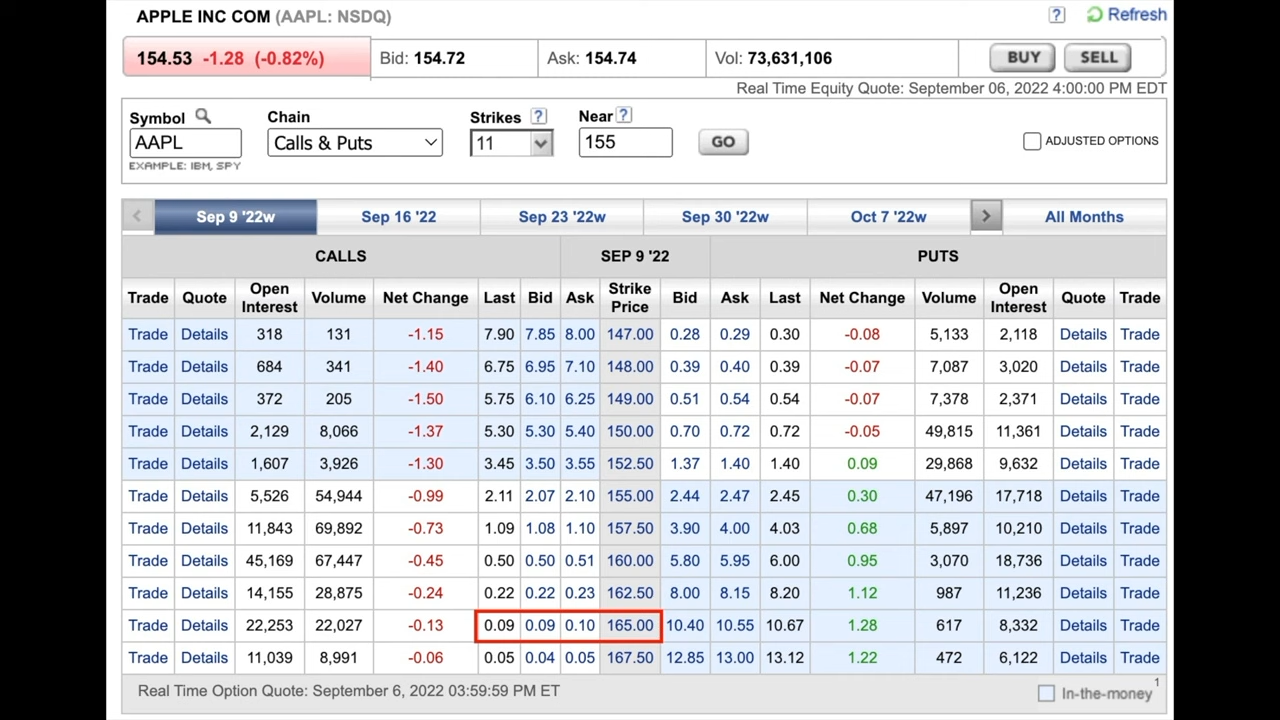 APPLE INC COM (AAPL: NSDQ) ? Refresh
154.53 -1.28 (-0.82%) Bid: 154.72 Ask: 154.74 Vol: 73,631,106 BUY SELL
Real Time Equity Quote: September 06, 2022 4:00:00 PM EDT
Symbol Chain Strikes ? Near ?
AAPL Calls & Puts 11 155 GO ADJUSTED OPTIONS
EXAMPLE: IBM, SPY
< Sep 9 '22w Sep 16 '22 Sep 23 '22w Sep 30 '22w Oct 7 '22w > All Months
CALLS SEP 9 '22 PUTS
Trade Quote Open Interest Volume Net Change Last Bid Ask Strike Price Bid Ask Last Net Change Volume Open Interest Quote Trade
Trade Details 318 131 -1.15 7.90 7.85 8.00 147.00 0.28 0.29 0.30 -0.08 5,133 2,118 Details Trade
Trade Details 684 341 -1.40 6.75 6.95 7.10 148.00 0.39 0.40 0.39 -0.07 7,087 3,020 Details Trade
Trade Details 372 205 -1.50 5.75 6.10 6.25 149.00 0.51 0.54 0.54 -0.07 7,378 2,371 Details Trade
Trade Details 2,129 8,066 -1.37 5.30 5.30 5.40 150.00 0.70 0.72 0.72 -0.05 49,815 11,361 Details Trade
Trade Details 1,607 3,926 -1.30 3.45 3.50 3.55 152.50 1.37 1.40 1.40 0.09 29,868 9,632 Details Trade
Trade Details 5,526 54,944 -0.99 2.11 2.07 2.10 155.00 2.44 2.47 2.45 0.30 47,196 17,718 Details Trade
Trade Details 11,843 69,892 -0.73 1.09 1.08 1.10 157.50 3.90 4.00 4.03 0.68 5,897 10,210 Details Trade
Trade Details 45,169 67,447 -0.45 0.50 0.50 0.51 160.00 5.80 5.95 6.00 0.95 3,070 18,736 Details Trade
Trade Details 14,155 28,875 -0.24 0.22 0.22 0.23 162.50 8.00 8.15 8.20 1.12 987 11,236 Details Trade
Trade Details 22,253 22,027 -0.13 0.09 0.09 0.10 165.00 10.40 10.55 10.67 1.28 617 8,332 Details Trade
Trade Details 11,039 8,991 -0.06 0.05 0.04 0.05 167.50 12.85 13.00 13.12 1.22 472 6,122 Details Trade
Real Time Option Quote: September 6, 2022 03:59:59 PM ET In-the-money 1